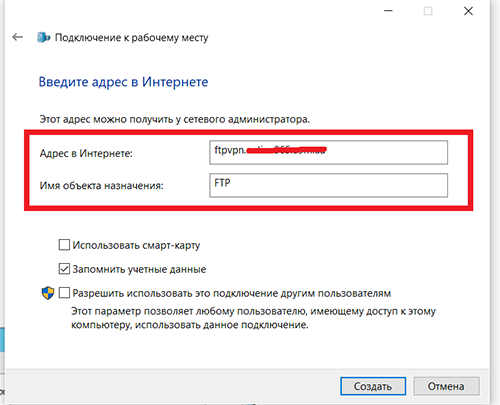 Подключение к рабочему месту
Введите адрес в Интернете
Этот адрес можно получить у сетевого администратора.
Адрес в Интернете: ftpvpn.
Имя объекта назначения: FTP
Использовать смарт-карту
Запомнить учетные данные
Разрешить использовать это подключение другим пользователям
Этот параметр позволяет любому пользователю, имеющему доступ к этому
компьютеру, использовать данное подключение.
Создать Отмена